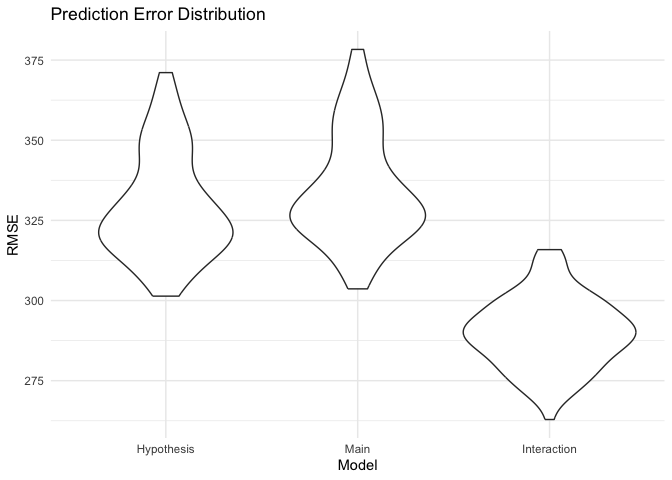 Prediction Error Distribution
375
350
325
300
275
RMSE
Hypothesis Main Interaction
Model